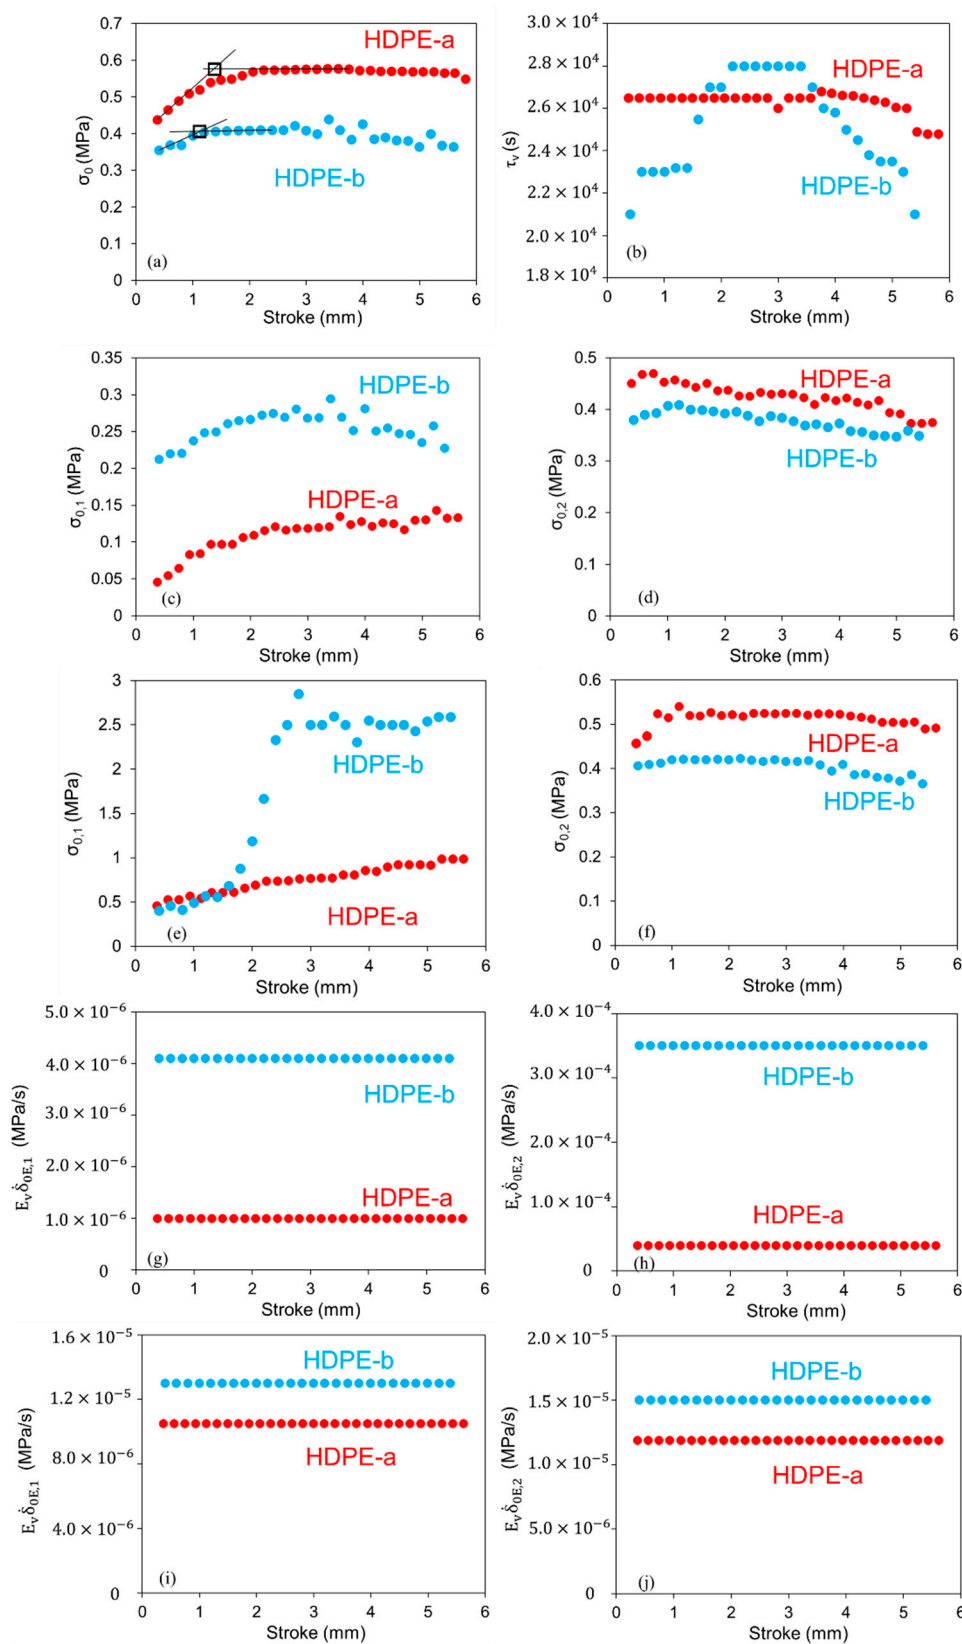 0.7
0.6
0.5
0.4
0.3
0.2
0.1
0
σ0 (MPa)
HDPE-a
HDPE-b
(a)
0 1 2 3 4 5 6
Stroke (mm)
3.0 × 10⁴
2.8 × 10⁴
2.6 × 10⁴
2.4 × 10⁴
2.2 × 10⁴
2.0 × 10⁴
1.8 × 10⁴
τv (s)
HDPE-a
HDPE-b
(b)
0 1 2 3 4 5 6
Stroke (mm)
0.35
0.3
0.25
0.2
0.15
0.1
0.05
0
σ0,1 (MPa)
HDPE-b
HDPE-a
(c)
0 1 2 3 4 5 6
Stroke (mm)
0.5
0.4
0.3
0.2
0.1
0
σ0,2 (MPa)
HDPE-a
HDPE-b
(d)
0 1 2 3 4 5 6
Stroke (mm)
3
2.5
2
1.5
1
0.5
0
σ0,1 (MPa)
HDPE-b
HDPE-a
(e)
0 1 2 3 4 5 6
Stroke (mm)
0.6
0.5
0.4
0.3
0.2
0.1
0
σ0,2 (MPa)
HDPE-a
HDPE-b
(f)
0 1 2 3 4 5 6
Stroke (mm)
5.0 × 10⁻⁶
4.1 × 10⁻⁶
3.0 × 10⁻⁶
2.0 × 10⁻⁶
1.0 × 10⁻⁶
0
Evδ̇0E,1 (MPa/s)
HDPE-b
HDPE-a
(g)
0 1 2 3 4 5 6
Stroke (mm)
4.0 × 10⁻⁴
3.0 × 10⁻⁴
2.0 × 10⁻⁴
1.0 × 10⁻⁴
0
Evδ̇0E,2 (MPa/s)
HDPE-b
HDPE-a
(h)
0 1 2 3 4 5 6
Stroke (mm)
1.6 × 10⁻⁵
1.2 × 10⁻⁵
8.0 × 10⁻⁶
4.0 × 10⁻⁶
0
Evδ̇0E,1 (MPa/s)
HDPE-b
HDPE-a
(i)
0 1 2 3 4 5 6
Stroke (mm)
2.0 × 10⁻⁵
1.5 × 10⁻⁵
1.0 × 10⁻⁵
5.0 × 10⁻⁶
0
Evδ̇0E,2 (MPa/s)
HDPE-b
HDPE-a
(j)
0 1 2 3 4 5 6
Stroke (mm)